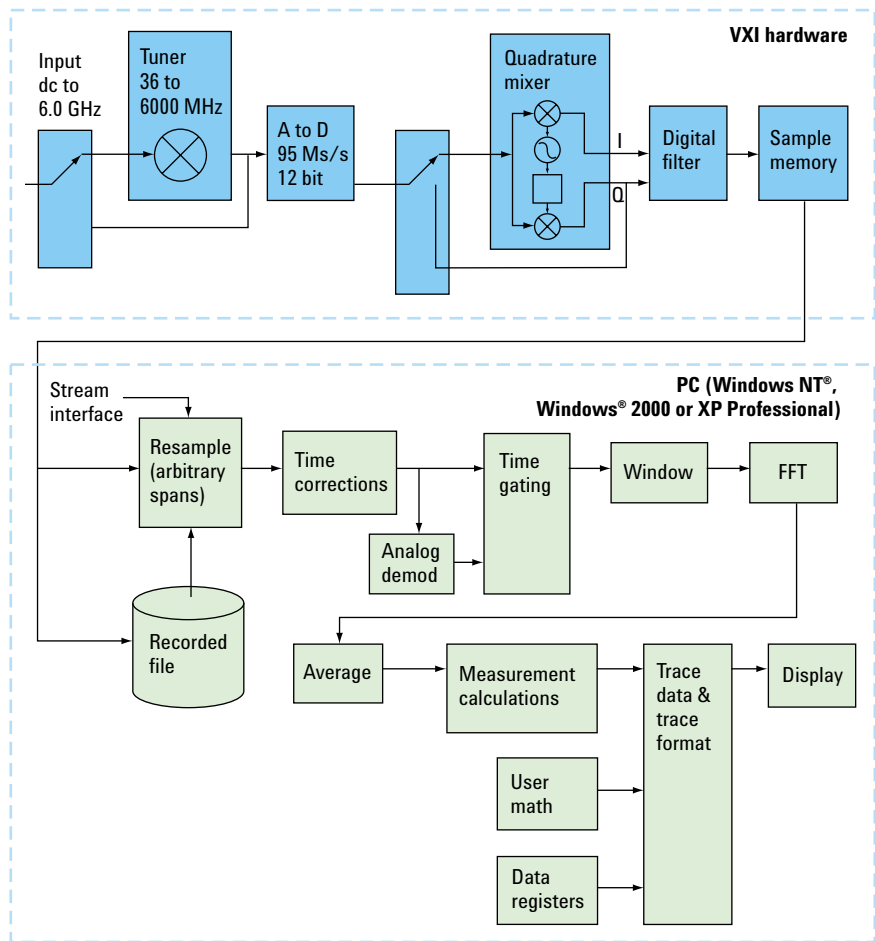 VXI hardware
Input
dc to
6.0 GHz
Tuner
36 to
6000 MHz
A to D
95 Ms/s
12 bit
Quadrature
mixer
I
Q
Digital
filter
Sample
memory
PC (Windows NT®,
Windows® 2000 or XP Professional)
Stream
interface
Resample
(arbitrary
spans)
Time
corrections
Analog
demod
Time
gating
Window
FFT
Recorded
file
Average
Measurement
calculations
Trace
data &
trace
format
Display
User
math
Data
registers